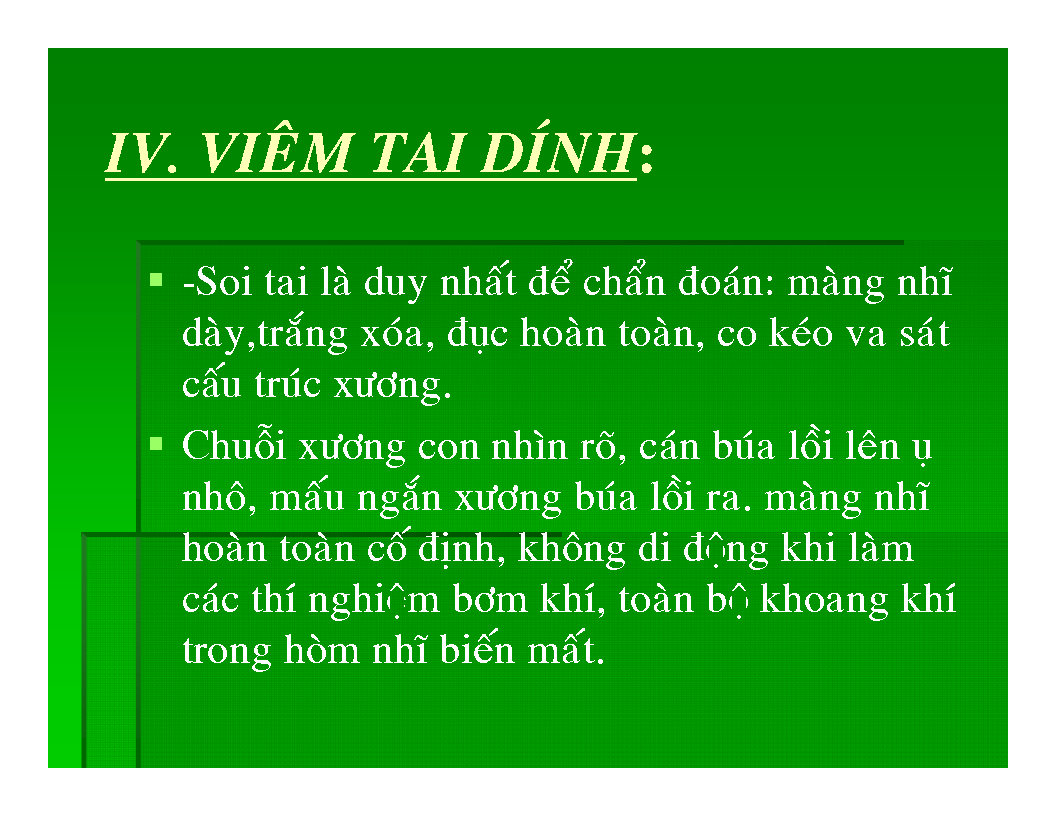 IV. VIÊM TAI DÍNH:
-Soi tai là duy nhất để chẩn đoán: màng nhĩ
dày,trắng xóa, đục hoàn toàn, co kéo va sát
cấu trúc xương.
Chuỗi xương con nhìn rõ, cán búa lồi lên ụ
nhô, mấu ngắn xương búa lồi ra. màng nhĩ
hoàn toàn cố định, không di động khi làm
các thí nghiệm bơm khí, toàn bộ khoang khí
trong hòm nhĩ biến mất.